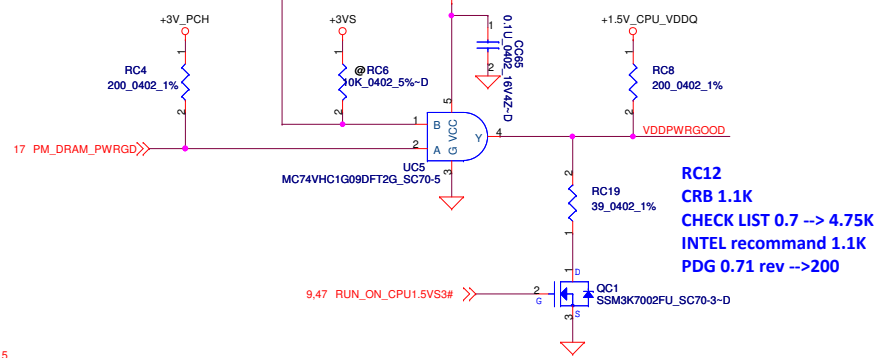 +3V_PCH
+3VS
+1.5V_CPU_VDDQ
1
1
1
1
CC65
0.1U_0402_16V4Z~D
2
RC4
200_0402_1%
@RC6
10K_0402_5%~D
RC8
200_0402_1%
2
2
2
5
1
B
VCC
Y
4
VDDPWRGOOD
17 PM_DRAM_PWRGD
2
A
G
3
UC5
MC74VHC1G09DFT2G_SC70-5
2
RC19
39_0402_1%
1
RC12
CRB 1.1K
CHECK LIST 0.7 --> 4.75K
INTEL recommand 1.1K
PDG 0.71 rev -->200
1
D
9,47 RUN_ON_CPU1.5VS3#
2
G
QC1
SSM3K7002FU_SC70-3~D
3
S
5